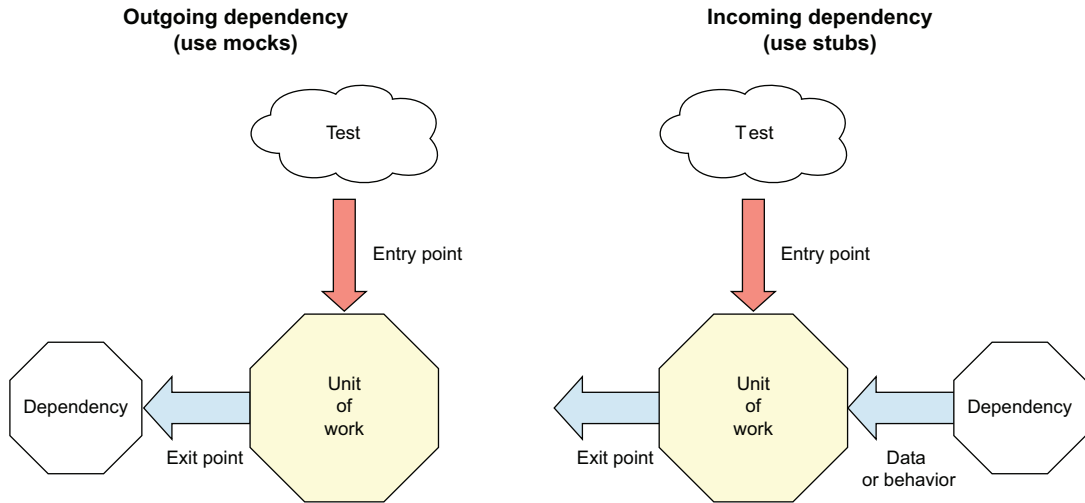 Outgoing dependency
(use mocks)
Test
Entry point
Dependency
Unit
of
work
Exit point
Incoming dependency
(use stubs)
Test
Entry point
Unit
of
work
Exit point
Dependency
Data
or behavior